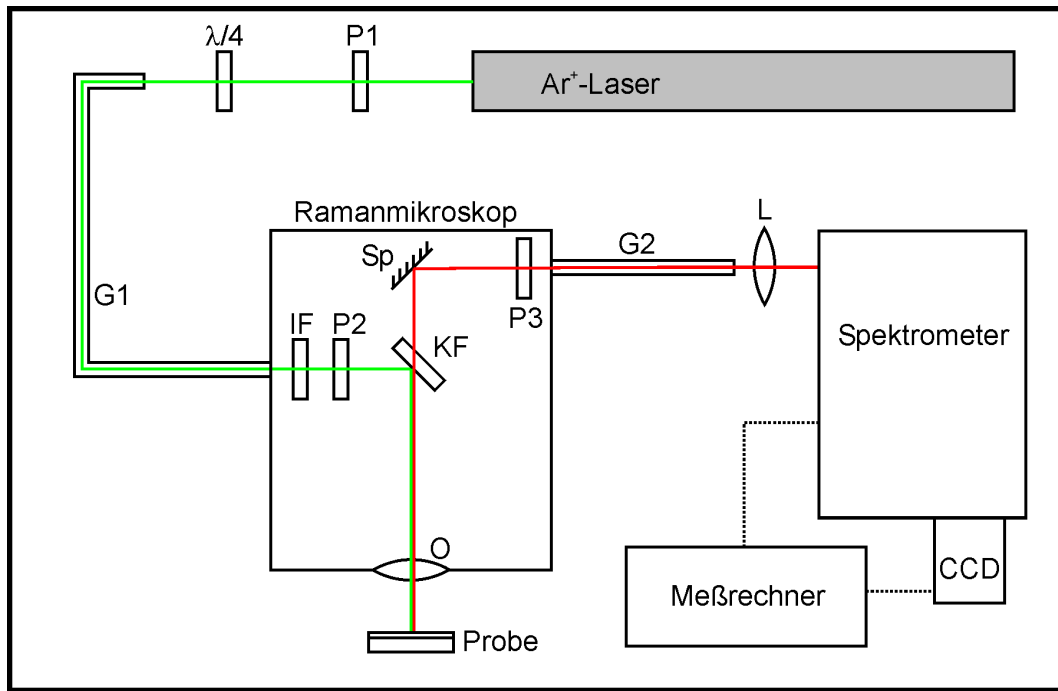 λ/4
P1
Ar⁺-Laser
Ramanmikroskop
L
Sp
G2
G1
IF
P2
KF
P3
Spektrometer
O
CCD
Meßrechner
Probe